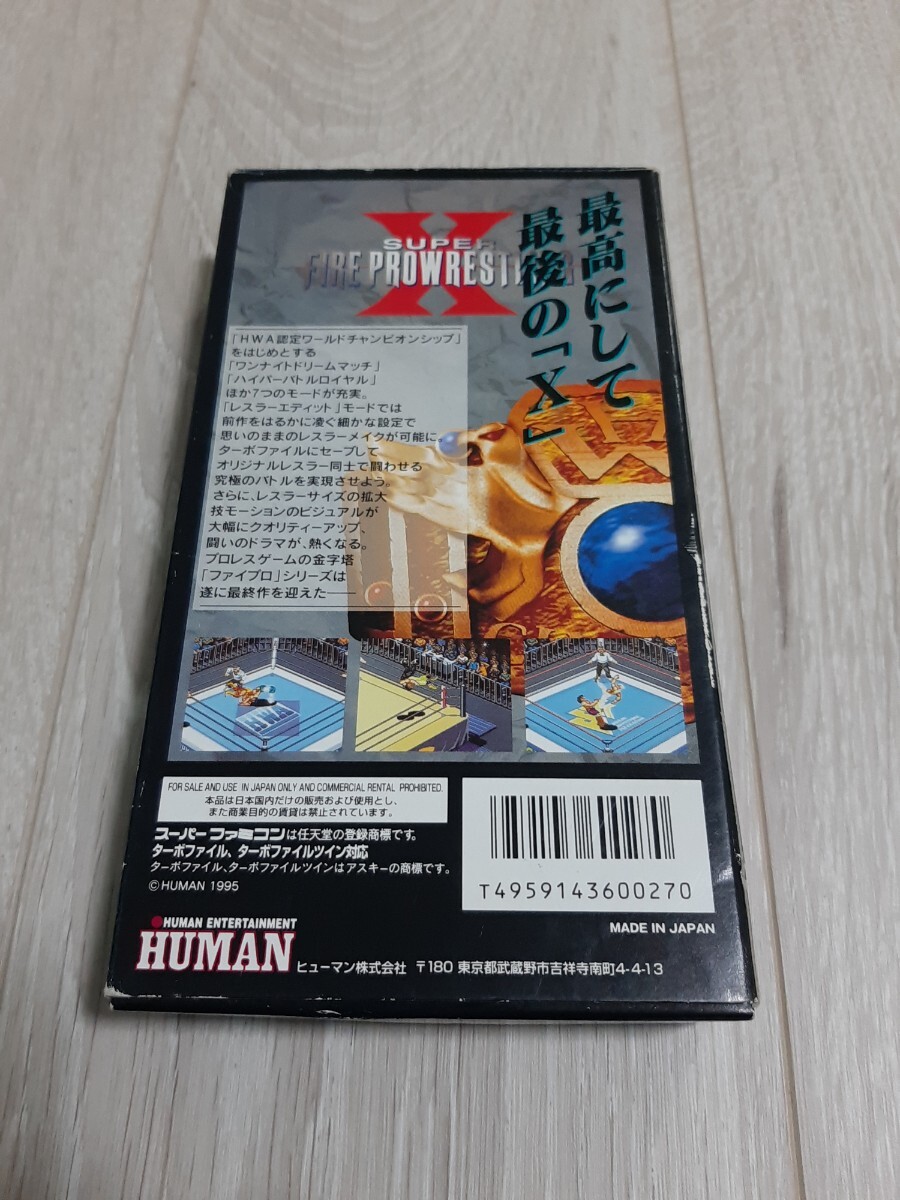 最高にして
最後の「X」
X
SUPER
FIRE PROWRESTLING
「HWA認定ワールドチャンピオンシップ」
をはじめとする
「ワンナイトドリームマッチ」
「ハイパーバトルロイヤル」
ほか7つのモードが充実。
「レスラーエディット」モードでは
前作をはるかに凌ぐ細かな設定で
思いのままのレスラーメイクが可能に。
ターボファイルにセーブして
オリジナルレスラー同士で闘わせる
究極のバトルを実現させよう。
さらに、レスラーサイズの拡大
技モーションのビジュアルが
大幅にクオリティーアップ、
闘いのドラマが、熱くなる。
プロレスゲームの金字塔
「ファイプロ」シリーズは
遂に最終作を迎えた──
HWA
FOR SALE AND USE IN JAPAN ONLY AND COMMERCIAL RENTAL PROHIBITED.
本品は日本国内だけの販売および使用とし、
また商業目的の賃貸は禁止されています。
スーパーファミコンは任天堂の登録商標です。
ターボファイル、ターボファイルツイン対応
ターボファイル、ターボファイルツインはアスキーの商標です。
©HUMAN 1995
T4959143600270
MADE IN JAPAN
HUMAN ENTERTAINMENT
HUMAN
ヒューマン株式会社 〒180 東京都武蔵野市吉祥寺南町4-4-13